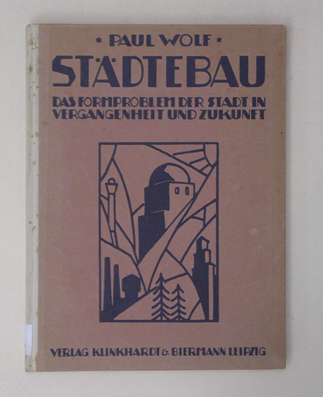 * PAUL WOLF *
STÄDTEBAU
DAS FORMPROBLEM DER STADT IN
VERGANGENHEIT UND ZUKUNFT
VERLAG KLINKHARDT & BIERMANN LEIPZIG